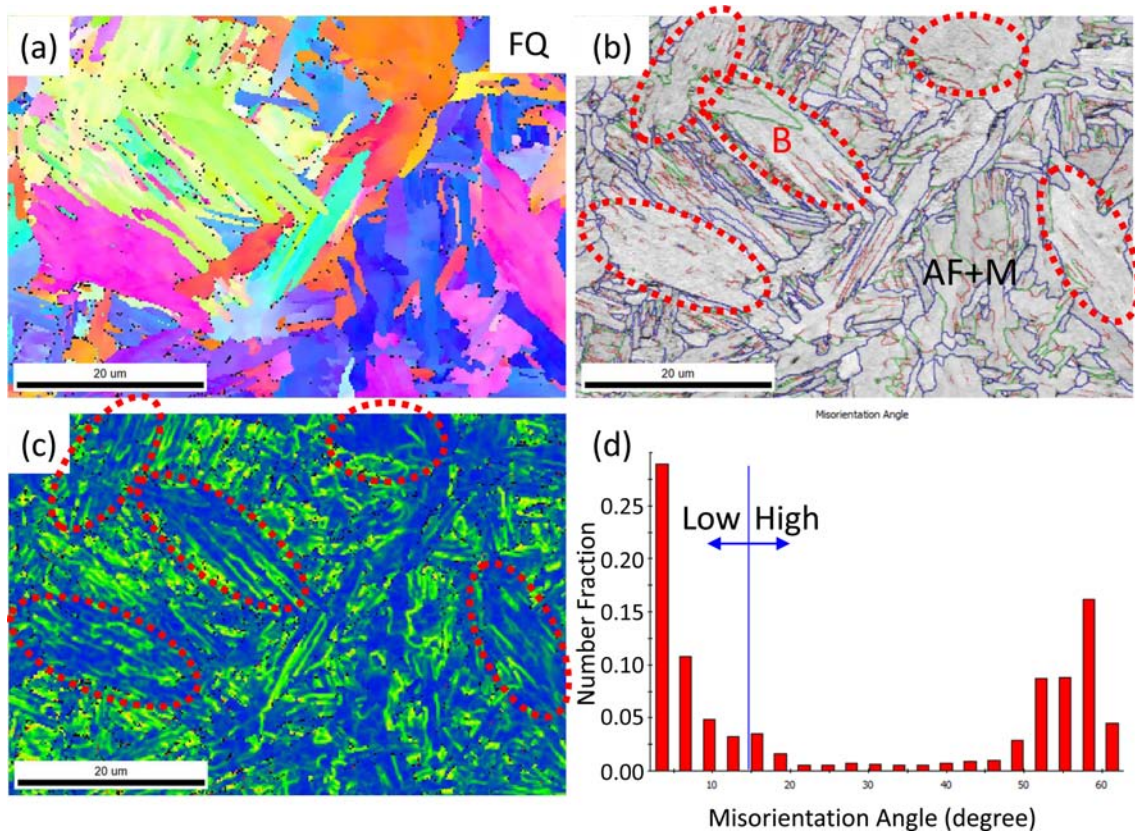 (a)
FQ
20 um
(b)
B
AF+M
(c)
20 um
20 um
Misorientation Angle
(d)
Low High
Number Fraction
0.25
0.20
0.15
0.10
0.05
0.00
10 20 30 40 50 60
Misorientation Angle (degree)